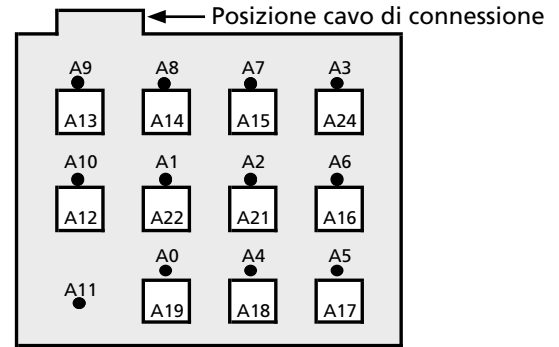 Posizione cavo di connessione
A9 A8 A7 A3
A13 A14 A15 A24
A10 A1 A2 A6
A12 A22 A21 A16
A0 A4 A5
A11
A19 A18 A17